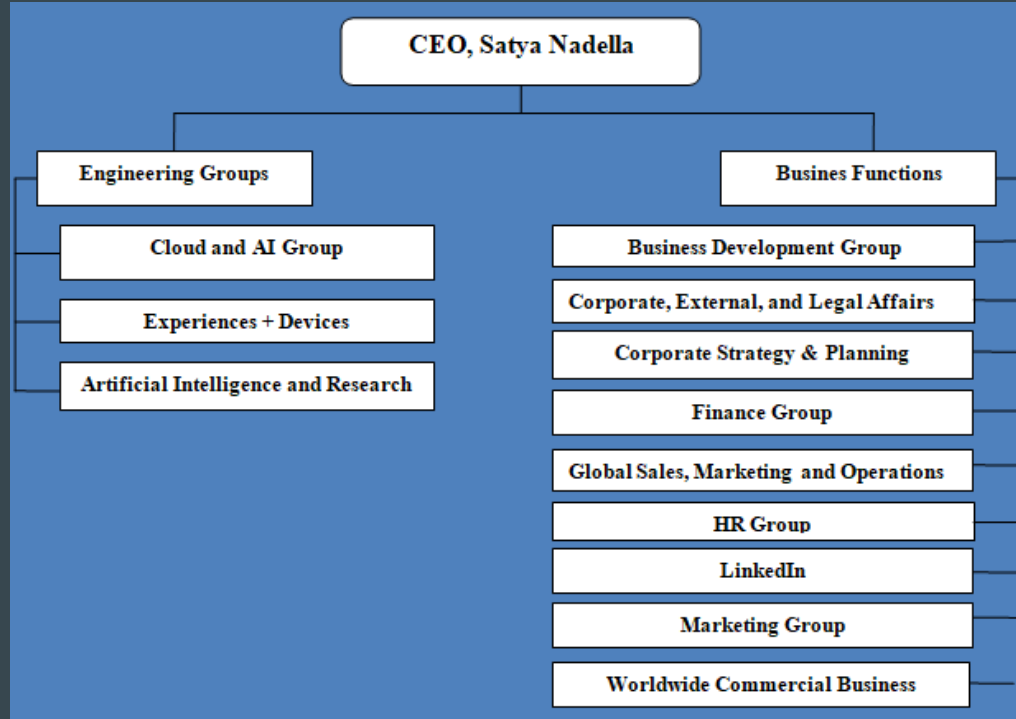 CEO, Satya Nadella
Engineering Groups
Cloud and AI Group
Experiences + Devices
Artificial Intelligence and Research
Busines Functions
Business Development Group
Corporate, External, and Legal Affairs
Corporate Strategy & Planning
Finance Group
Global Sales, Marketing and Operations
HR Group
LinkedIn
Marketing Group
Worldwide Commercial Business